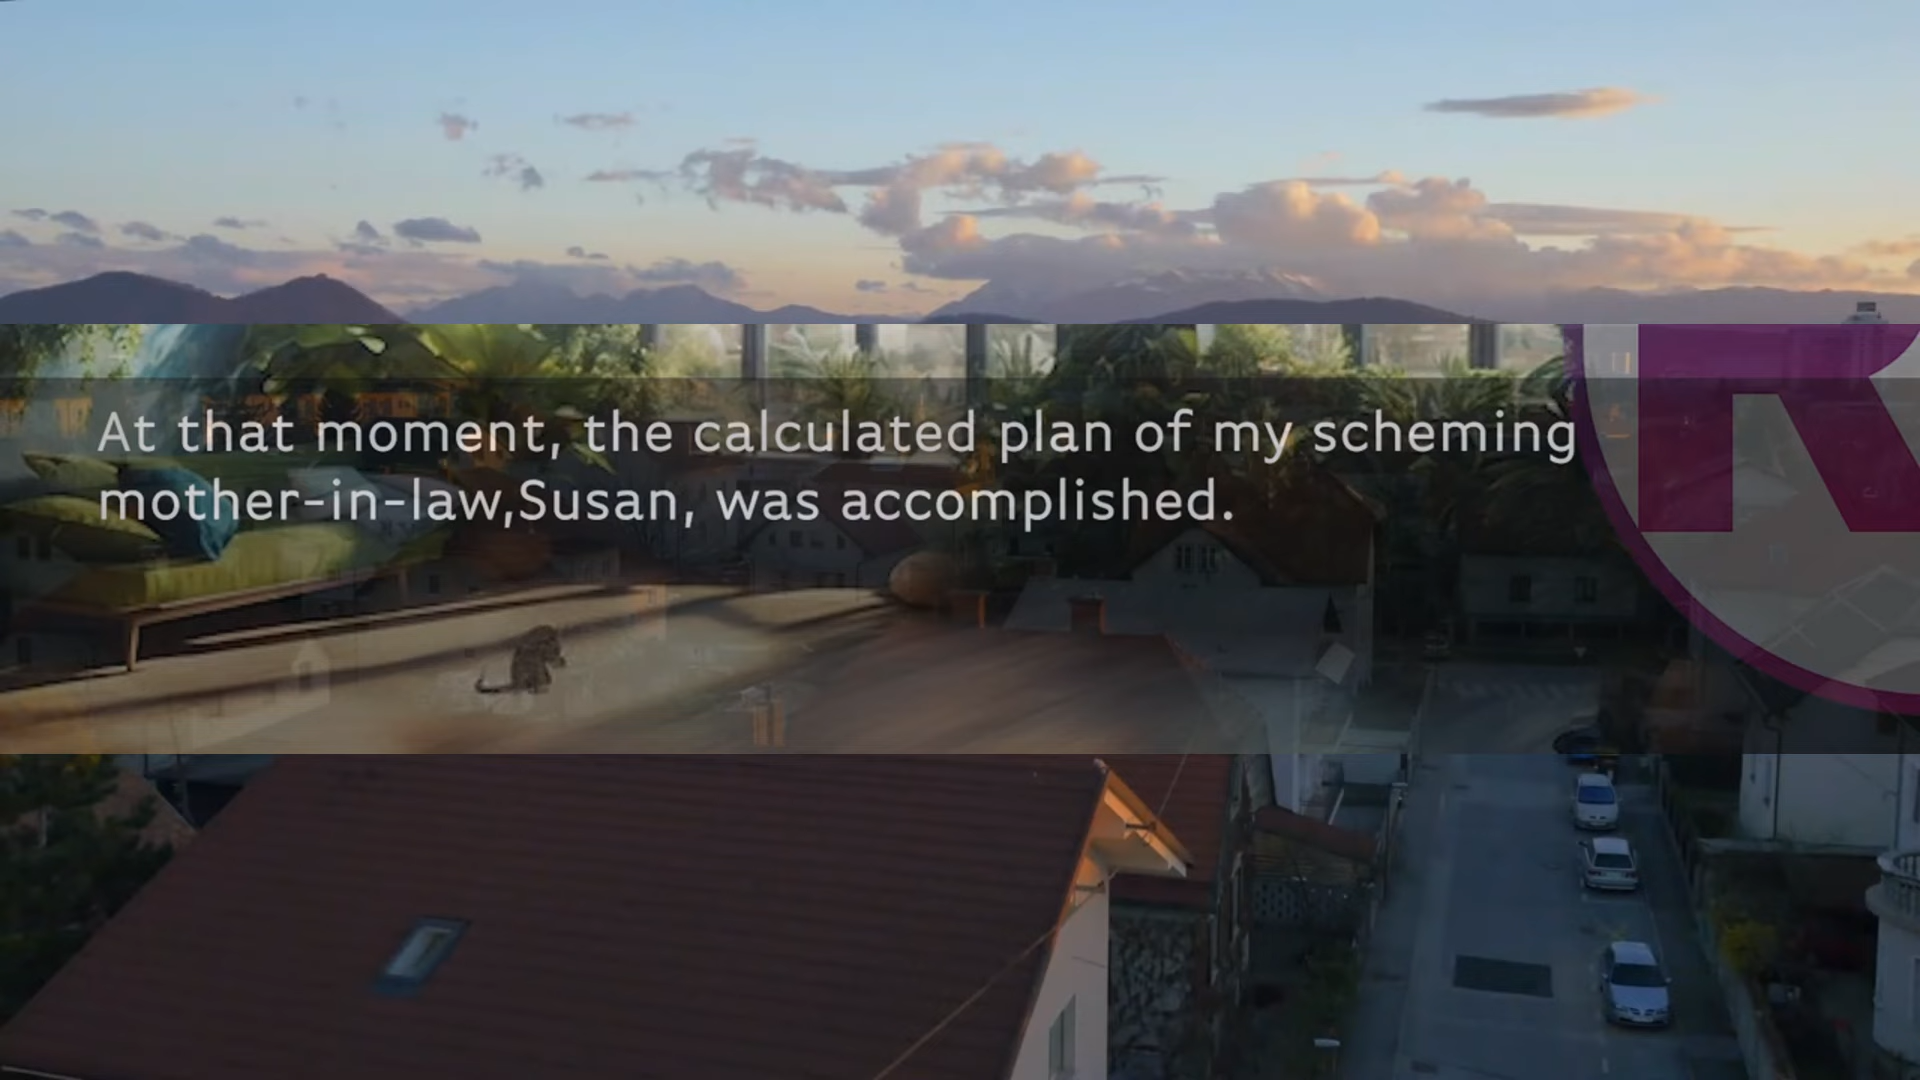 At that moment, the calculated plan of my scheming
mother-in-law,Susan, was accomplished.
R